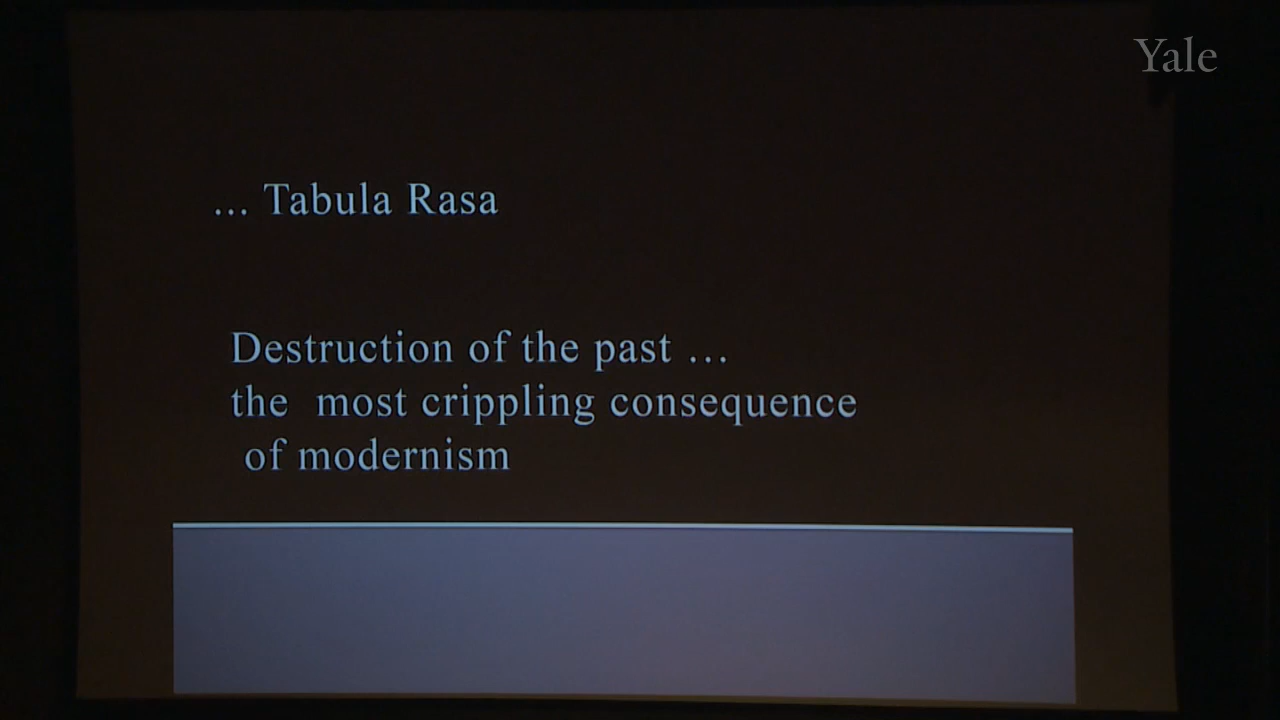 Yale
... Tabula Rasa
Destruction of the past ...
the most crippling consequence
of modernism